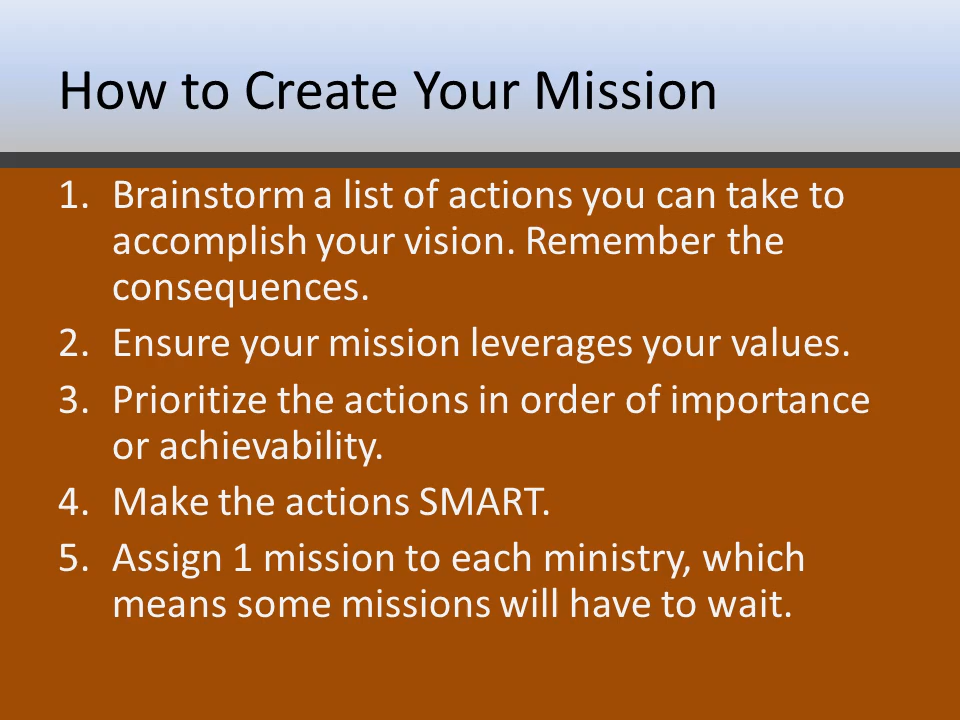 How to Create Your Mission
1. Brainstorm a list of actions you can take to
accomplish your vision. Remember the
consequences.
2. Ensure your mission leverages your values.
3. Prioritize the actions in order of importance
or achievability.
4. Make the actions SMART.
5. Assign 1 mission to each ministry, which
means some missions will have to wait.